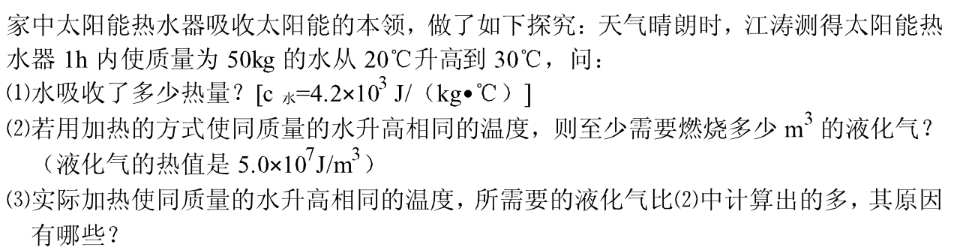 家中太阳能热水器吸收太阳能的本领，做了如下探究：天气晴朗时，江涛测得太阳能热
水器 1h 内使质量为 50kg 的水从 20℃升高到 30℃，问：
⑴水吸收了多少热量？[c 水=4.2×10³ J/（kg•℃）]
⑵若用加热的方式使同质量的水升高相同的温度，则至少需要燃烧多少 m³ 的液化气？
（液化气的热值是 5.0×10⁷J/m³）
⑶实际加热使同质量的水升高相同的温度，所需要的液化气比⑵中计算出的多，其原因
有哪些？